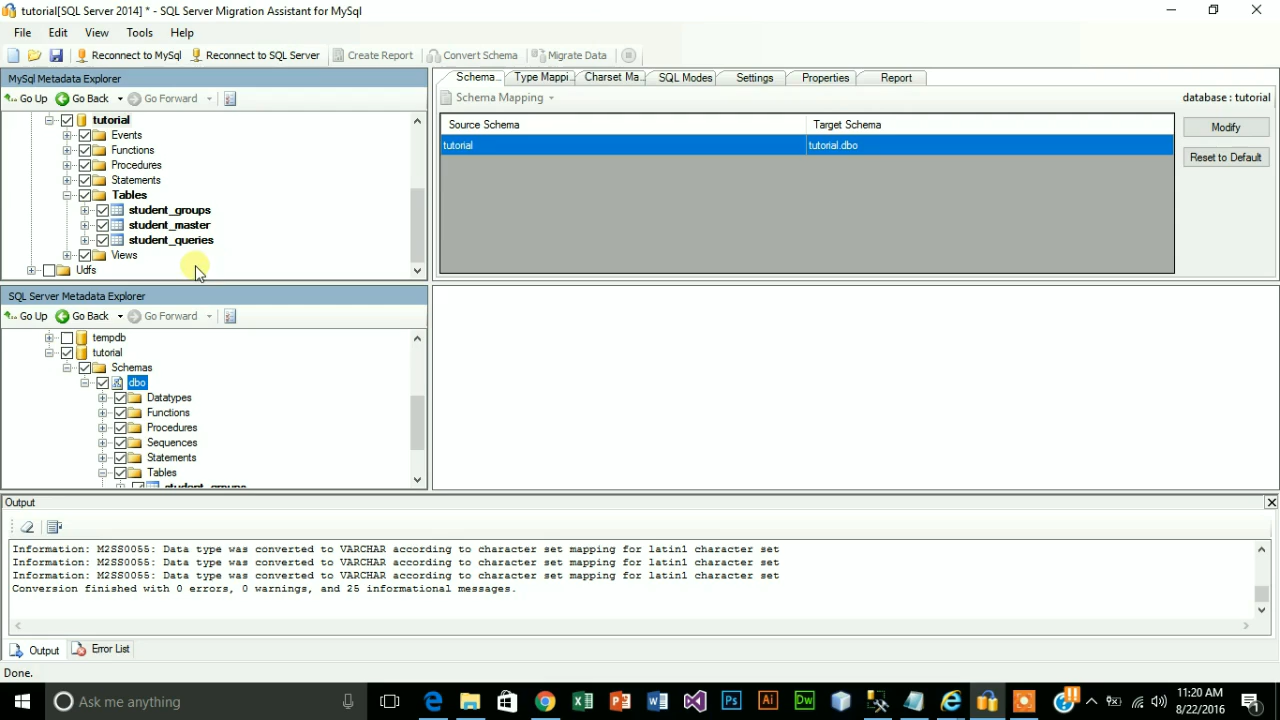 tutorial[SQL Server 2014] * - SQL Server Migration Assistant for MySql
File Edit View Tools Help
Reconnect to MySql Reconnect to SQL Server Create Report Convert Schema Migrate Data
MySql Metadata Explorer
Go Up Go Back Go Forward
tutorial
Events
Functions
Procedures
Statements
Tables
student_groups
student_master
student_queries
Views
Udfs
Schema... Type Mappi... Charset Ma... SQL Modes Settings Properties Report
Schema Mapping
database : tutorial
Source Schema Target Schema
tutorial tutorial.dbo
Modify
Reset to Default
SQL Server Metadata Explorer
Go Up Go Back Go Forward
tempdb
tutorial
Schemas
dbo
Datatypes
Functions
Procedures
Sequences
Statements
Tables
student_groups
Output
Information: M2SS0055: Data type was converted to VARCHAR according to character set mapping for latin1 character set
Information: M2SS0055: Data type was converted to VARCHAR according to character set mapping for latin1 character set
Information: M2SS0055: Data type was converted to VARCHAR according to character set mapping for latin1 character set
Conversion finished with 0 errors, 0 warnings, and 25 informational messages.
Output Error List
Done.
Ask me anything
11:20 AM
8/22/2016